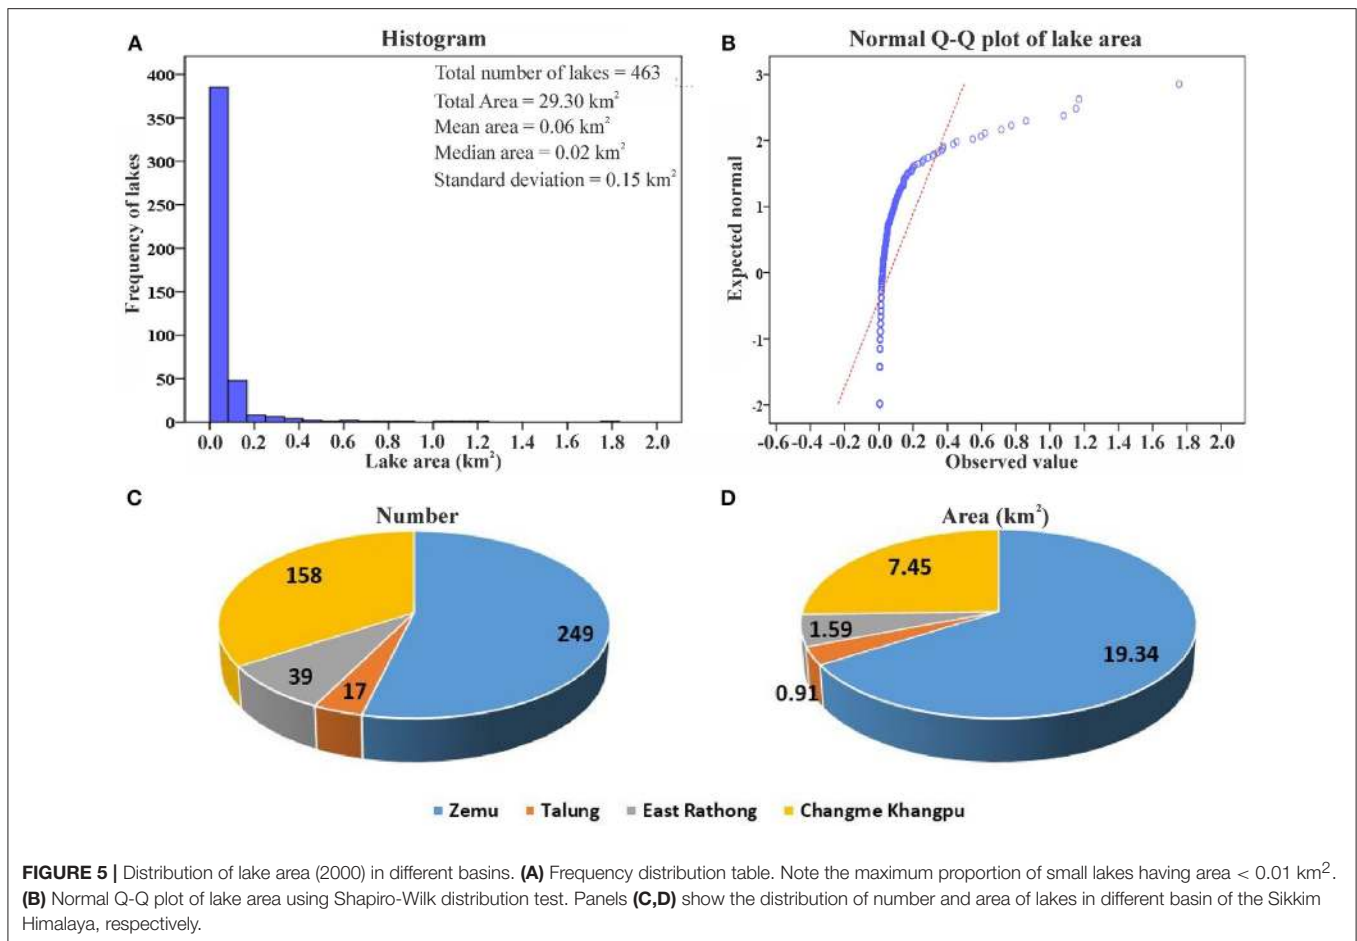 A
Histogram
400
350
300
250
200
150
100
50
0
Frequency of lakes
Total number of lakes = 463
Total Area = 29.30 km²
Mean area = 0.06 km²
Median area = 0.02 km²
Standard deviation = 0.15 km²
0.0 0.2 0.4 0.6 0.8 1.0 1.2 1.4 1.6 1.8 2.0
Lake area (km²)
B
Normal Q-Q plot of lake area
3
2
1
0
-1
-2
Expected normal
-0.6 -0.4 -0.2 0.0 0.2 0.4 0.6 0.8 1.0 1.2 1.4 1.6 1.8 2.0
Observed value
C
Number
158
249
39
17
D
Area (km²)
7.45
1.59
19.34
0.91
Zemu Talung East Rathong Changme Khangpu
FIGURE 5 | Distribution of lake area (2000) in different basins. (A) Frequency distribution table. Note the maximum proportion of small lakes having area < 0.01 km².
(B) Normal Q-Q plot of lake area using Shapiro-Wilk distribution test. Panels (C,D) show the distribution of number and area of lakes in different basin of the Sikkim
Himalaya, respectively.